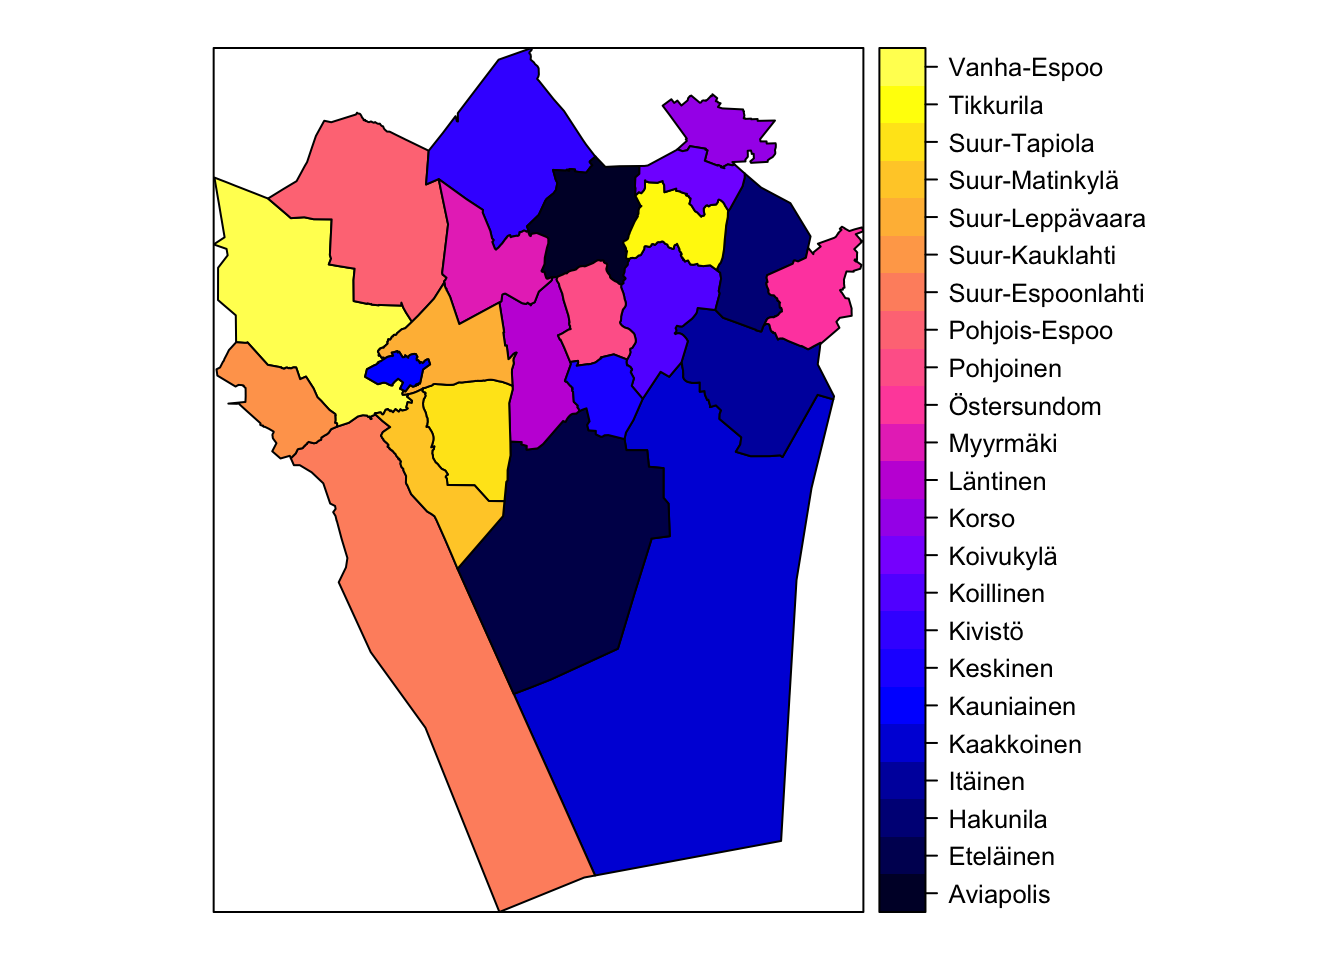 Vanha-Espoo
Tikkurila
Suur-Tapiola
Suur-Matinkylä
Suur-Leppävaara
Suur-Kauklahti
Suur-Espoonlahti
Pohjois-Espoo
Pohjoinen
Östersundom
Myyrmäki
Läntinen
Korso
Koivukylä
Koillinen
Kivistö
Keskinen
Kauniainen
Kaakkoinen
Itäinen
Hakunila
Eteläinen
Aviapolis